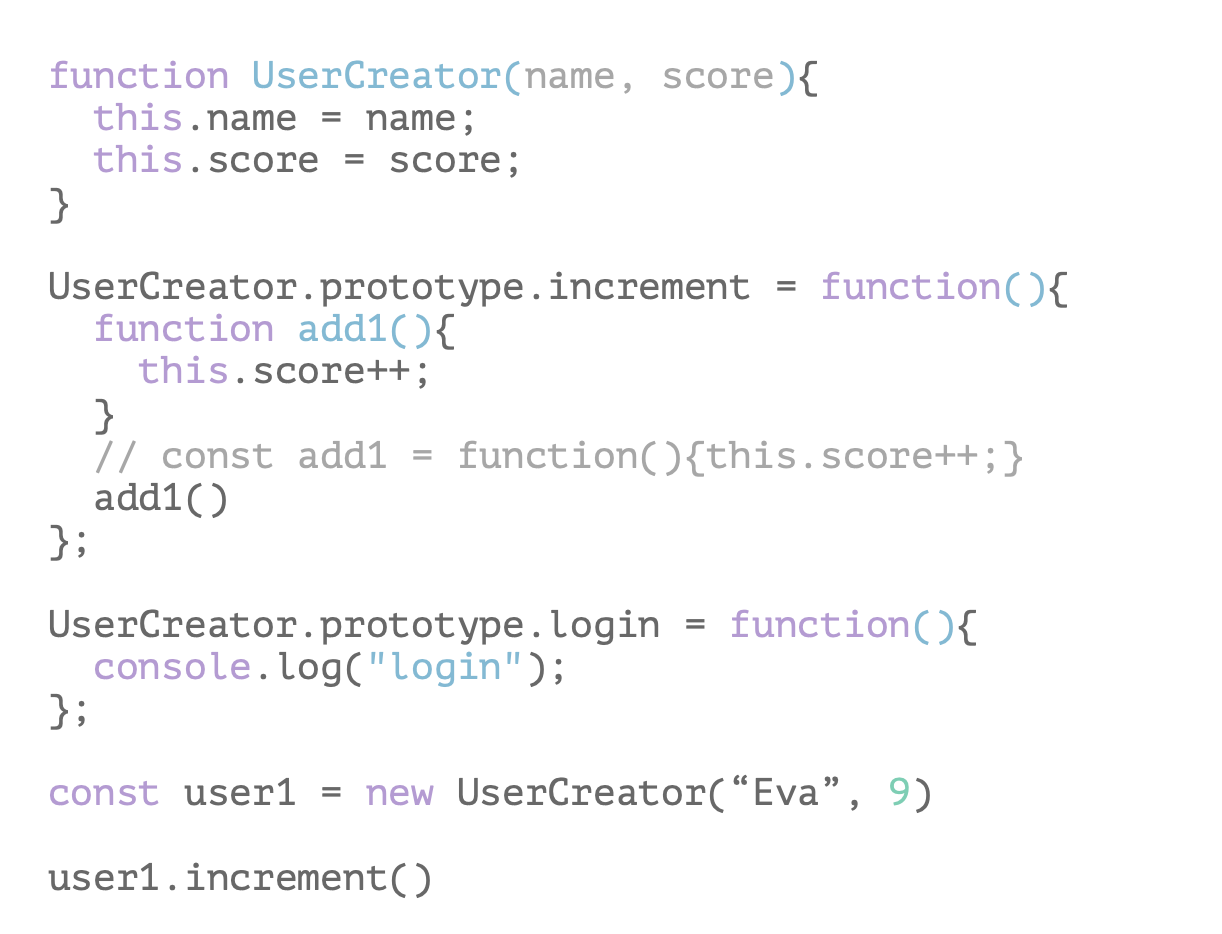 function UserCreator(name, score){
  this.name = name;
  this.score = score;
}

UserCreator.prototype.increment = function(){
  function add1(){
    this.score++;
  }
  // const add1 = function(){this.score++;}
  add1()
};

UserCreator.prototype.login = function(){
  console.log("login");
};

const user1 = new UserCreator(“Eva”, 9)

user1.increment()